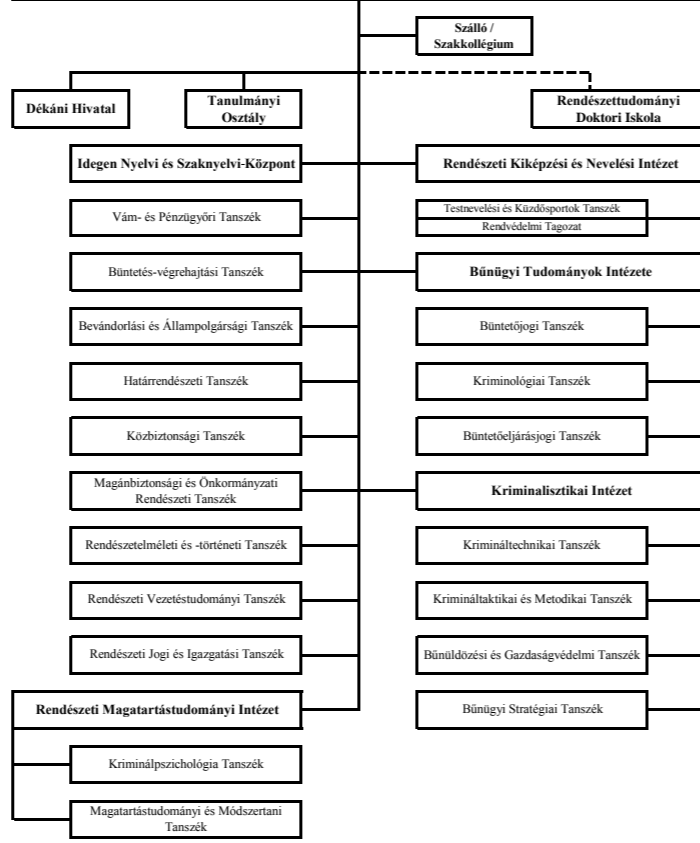 Szálló /
Szakkollégium
Dékáni Hivatal
Tanulmányi
Osztály
Rendészettudományi
Doktori Iskola
Idegen Nyelvi és Szaknyelvi-Központ
Rendészeti Kiképzési és Nevelési Intézet
Vám- és Pénzügyőri Tanszék
Testnevelési és Küzdősportok Tanszék
Rendvédelmi Tagozat
Büntetés-végrehajtási Tanszék
Bűnügyi Tudományok Intézete
Bevándorlási és Állampolgársági Tanszék
Büntetőjogi Tanszék
Határrendészeti Tanszék
Kriminológiai Tanszék
Közbiztonsági Tanszék
Büntetőeljárásjogi Tanszék
Magánbiztonsági és Önkormányzati
Rendészeti Tanszék
Kriminalisztikai Intézet
Rendészetelméleti és -történeti Tanszék
Krimináltechnikai Tanszék
Rendészeti Vezetéstudományi Tanszék
Krimináltaktikai és Metodikai Tanszék
Rendészeti Jogi és Igazgatási Tanszék
Bűnüldözési és Gazdaságvédelmi Tanszék
Rendészeti Magatartástudományi Intézet
Bűnügyi Stratégiai Tanszék
Kriminálpszichológia Tanszék
Magatartástudományi és Módszertani
Tanszék